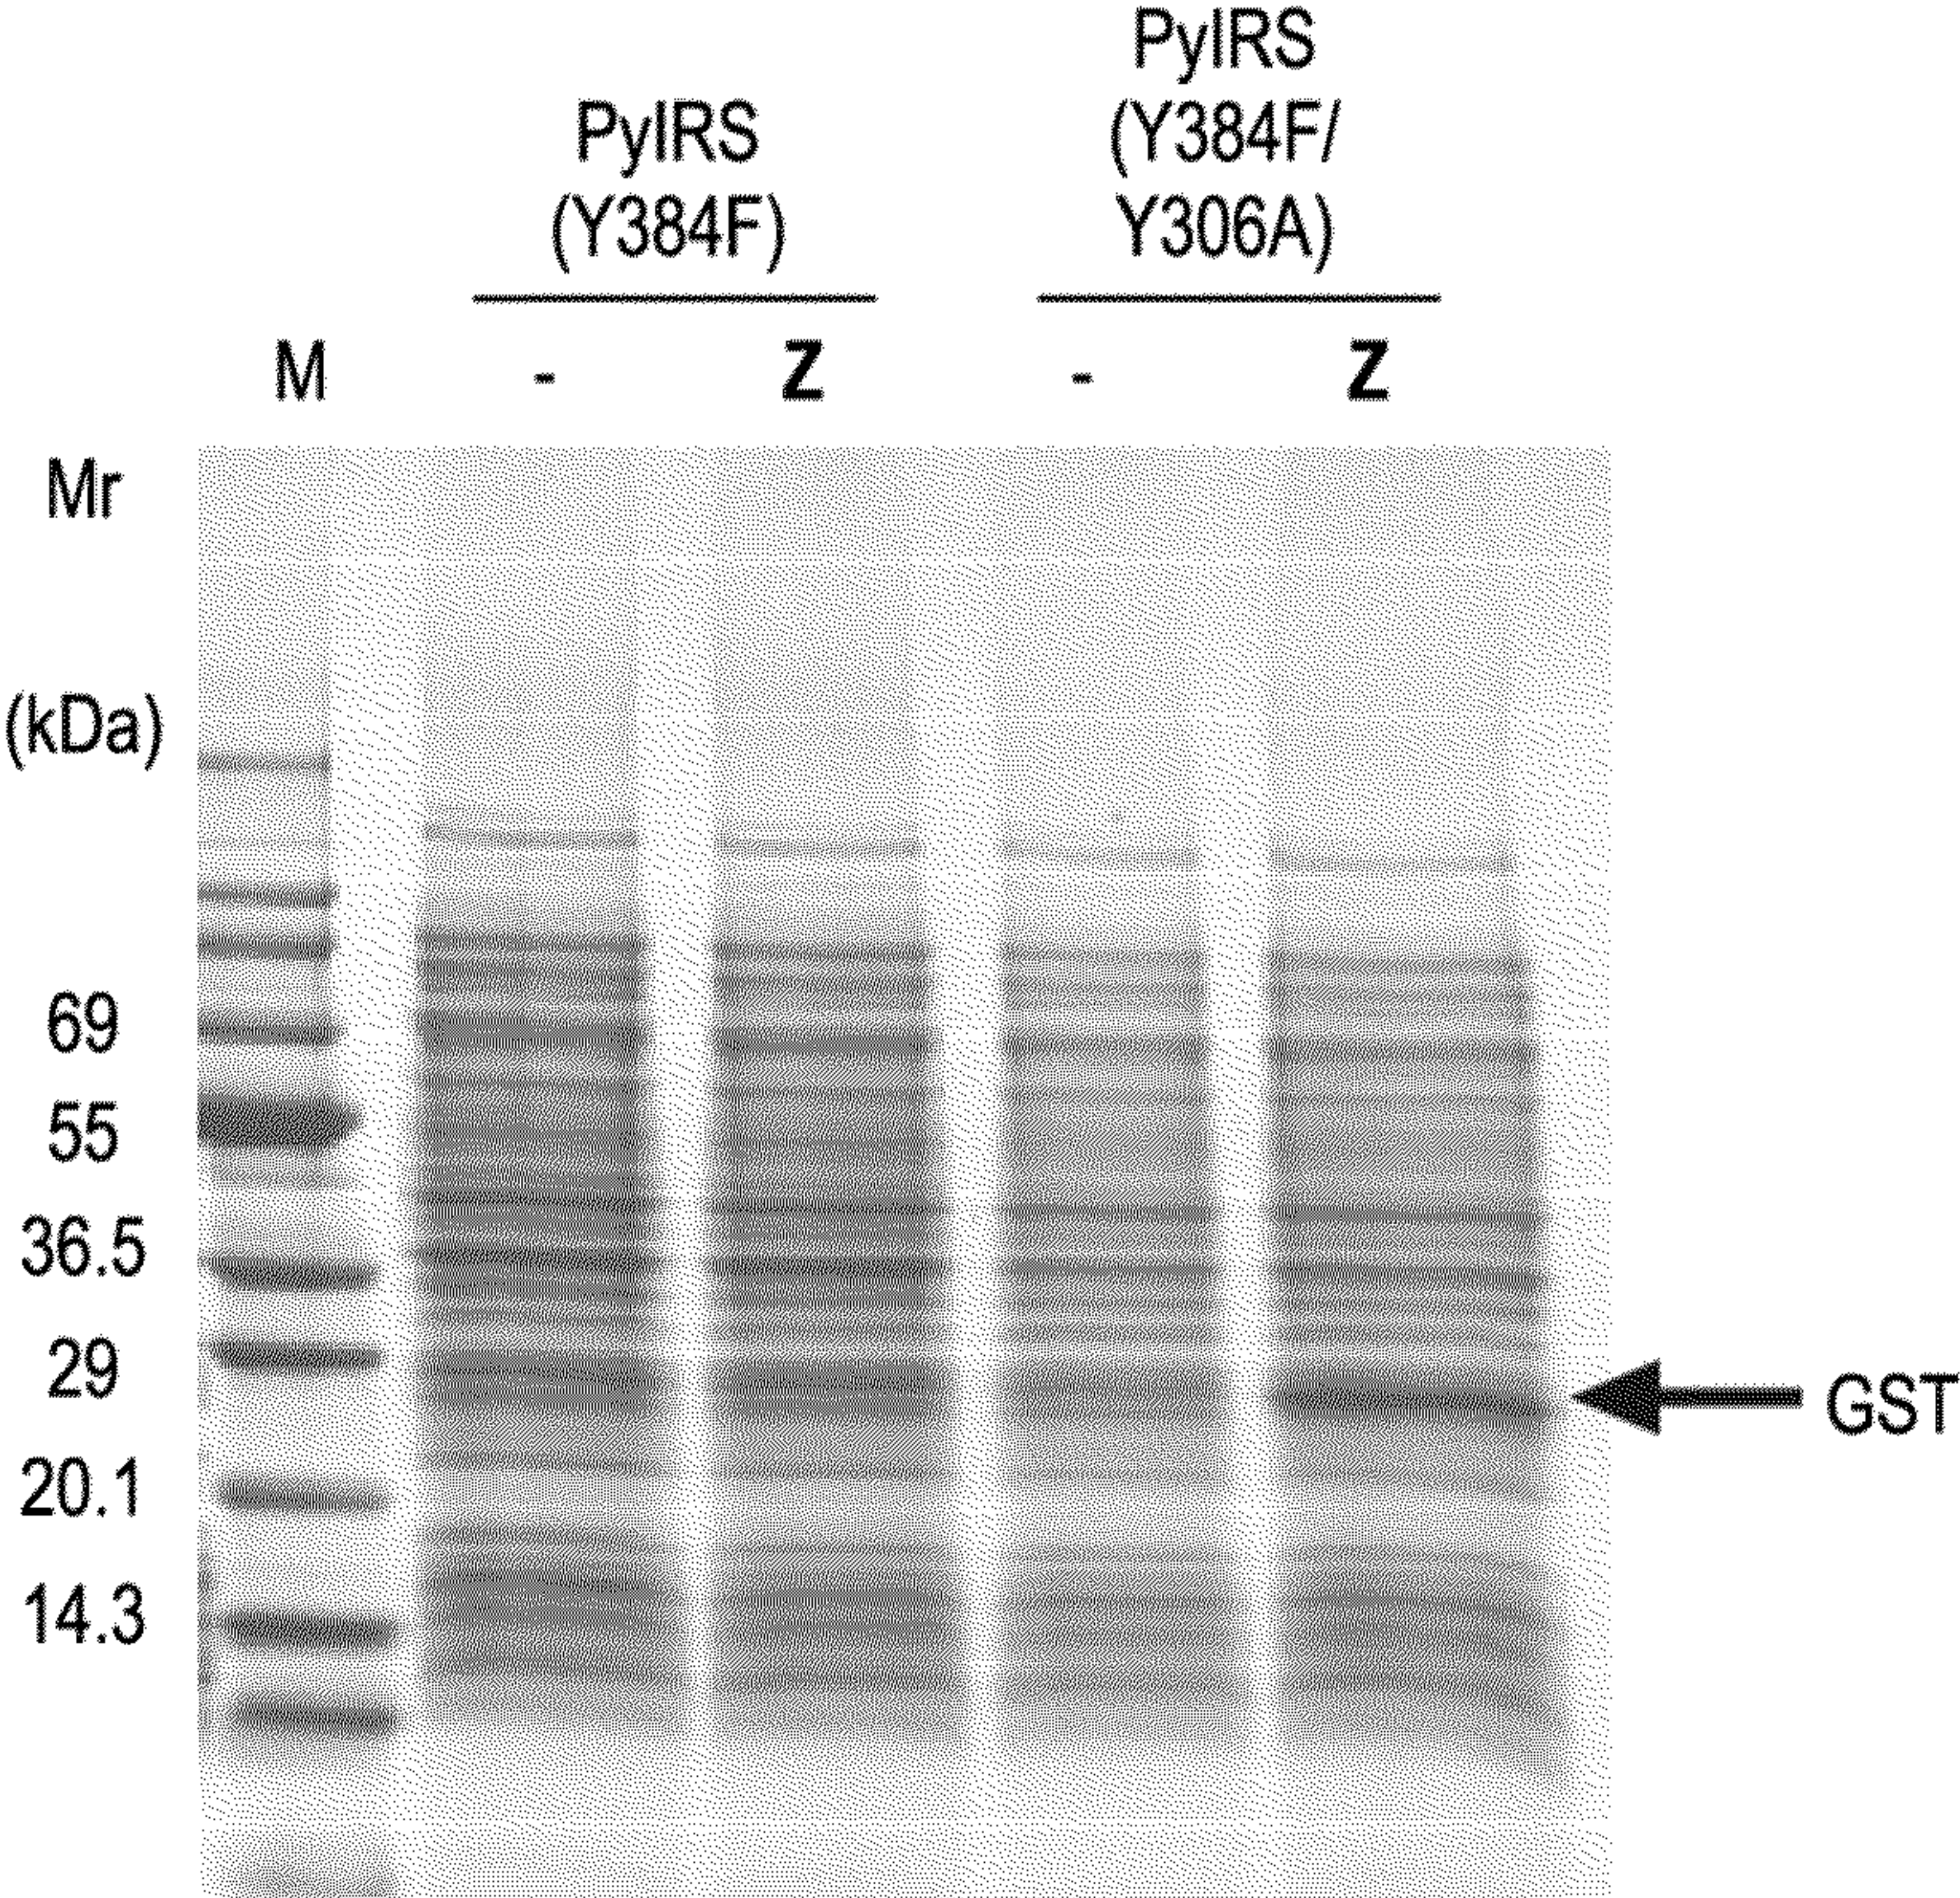 PylRS
(Y384F)
PylRS
(Y384F/
Y306A)
M - Z - Z
Mr
(kDa)
69
55
36.5
29
20.1
14.3
GST